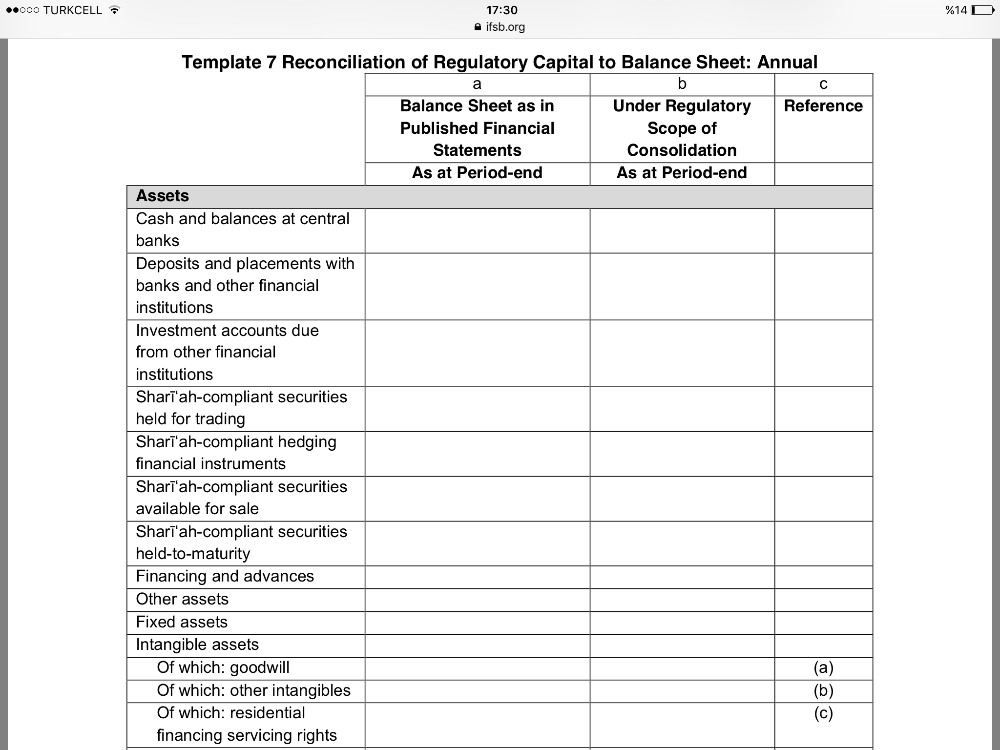 TURKCELL
17:30
%14
ifsb.org
Template 7 Reconciliation of Regulatory Capital to Balance Sheet: Annual
a
b
c
Balance Sheet as in
Published Financial
Statements
Under Regulatory
Scope of
Consolidation
Reference
As at Period-end
As at Period-end
Assets
Cash and balances at central
banks
Deposits and placements with
banks and other financial
institutions
Investment accounts due
from other financial
institutions
Sharī‘ah-compliant securities
held for trading
Sharī‘ah-compliant hedging
financial instruments
Sharī‘ah-compliant securities
available for sale
Sharī‘ah-compliant securities
held-to-maturity
Financing and advances
Other assets
Fixed assets
Intangible assets
Of which: goodwill
(a)
Of which: other intangibles
(b)
Of which: residential
(c)
financing servicing rights